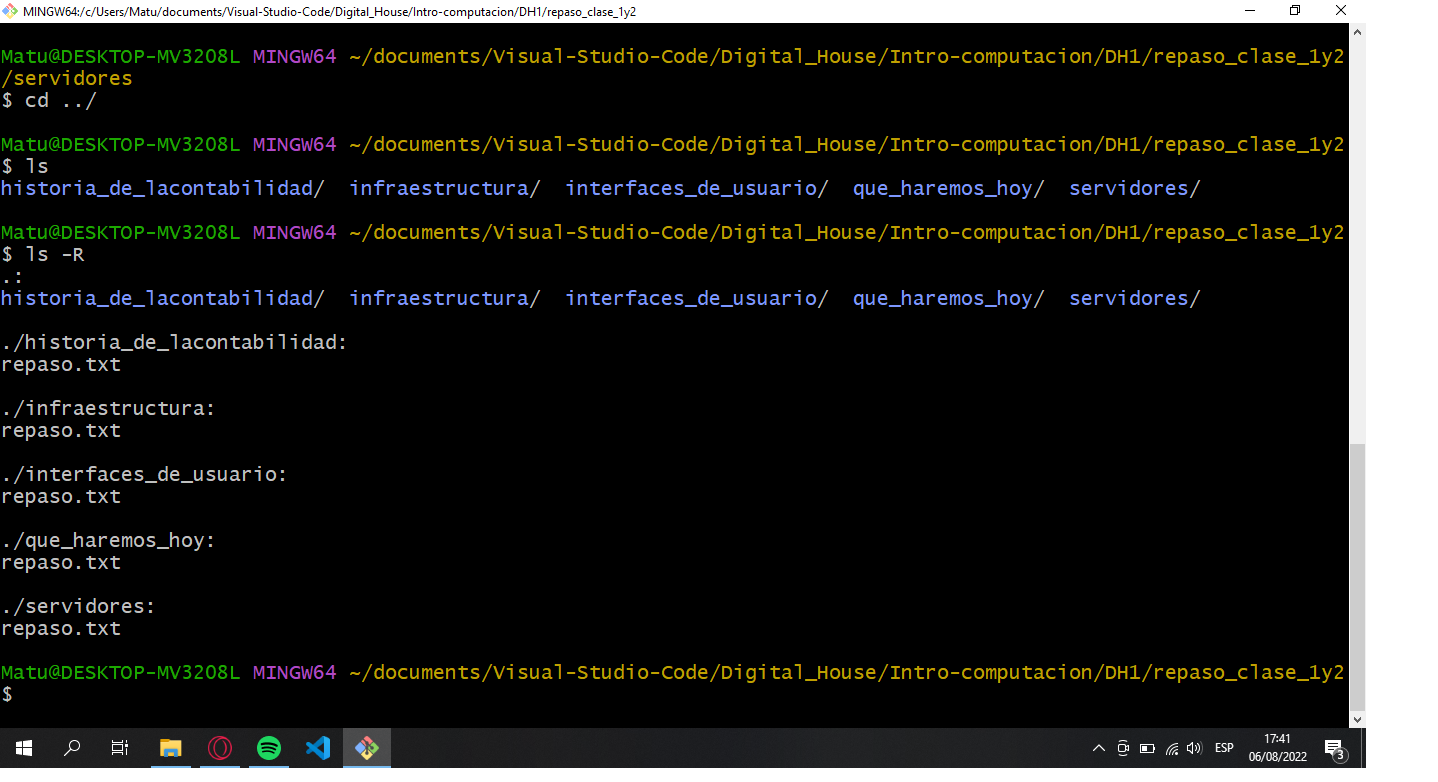 MINGW64:/c/Users/Matu/documents/Visual-Studio-Code/Digital_House/Intro-computacion/DH1/repaso_clase_1y2
Matu@DESKTOP-MV32O8L MINGW64 ~/documents/Visual-Studio-Code/Digital_House/Intro-computacion/DH1/repaso_clase_1y2
/servidores
$ cd ../
Matu@DESKTOP-MV32O8L MINGW64 ~/documents/Visual-Studio-Code/Digital_House/Intro-computacion/DH1/repaso_clase_1y2
$ ls
historia_de_lacontabilidad/  infraestructura/  interfaces_de_usuario/  que_haremos_hoy/  servidores/
Matu@DESKTOP-MV32O8L MINGW64 ~/documents/Visual-Studio-Code/Digital_House/Intro-computacion/DH1/repaso_clase_1y2
$ ls -R
.:
historia_de_lacontabilidad/  infraestructura/  interfaces_de_usuario/  que_haremos_hoy/  servidores/
./historia_de_lacontabilidad:
repaso.txt
./infraestructura:
repaso.txt
./interfaces_de_usuario:
repaso.txt
./que_haremos_hoy:
repaso.txt
./servidores:
repaso.txt
Matu@DESKTOP-MV32O8L MINGW64 ~/documents/Visual-Studio-Code/Digital_House/Intro-computacion/DH1/repaso_clase_1y2
$
ESP
17:41
06/08/2022
3